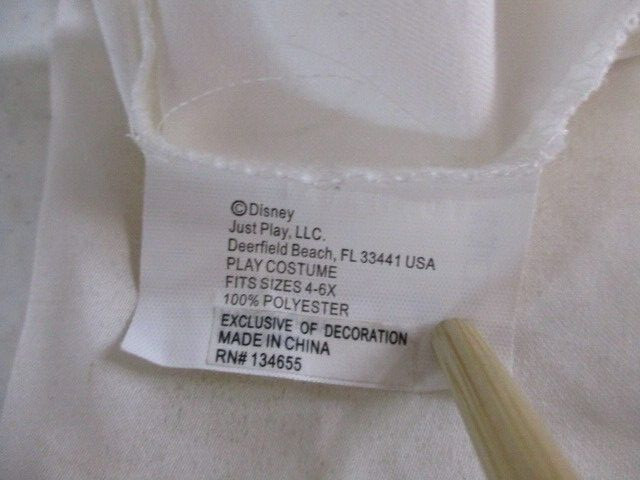 ©Disney
Just Play, LLC.
Deerfield Beach, FL 33441 USA
PLAY COSTUME
FITS SIZES 4-6X
100% POLYESTER
EXCLUSIVE OF DECORATION
MADE IN CHINA
RN# 134655